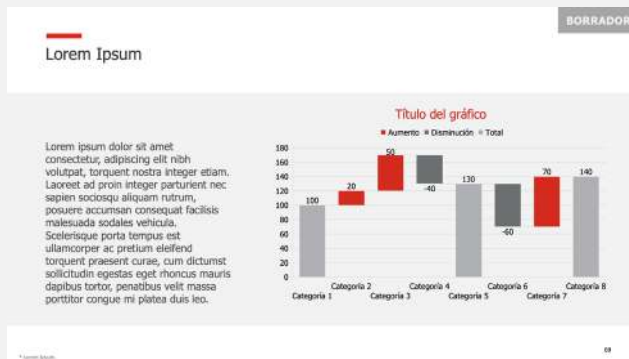 BORRADOR
Lorem Ipsum
Lorem ipsum dolor sit amet
consectetur, adipiscing elit nibh
volutpat, torquent nostra integer etiam.
Laoreet ad proin integer parturient nec
sapien sociosqu aliquam rutrum,
posuere accumsan consequat facilisis
malesuada sodales vehicula.
Scelerisque porta tempus est
ullamcorper ac pretium eleifend
torquent praesent curae, cum dictumst
sollicitudin egestas eget rhoncus mauris
dapibus tortor, penatibus velit massa
porttitor congue mi platea duis leo.
Título del gráfico
Aumento Disminución Total
180
160
140
120
100
80
60
40
20
0
100
20
50
-40
130
-60
70
140
Categoría 1
Categoría 2
Categoría 3
Categoría 4
Categoría 5
Categoría 6
Categoría 7
Categoría 8
* Lorem Ipsum